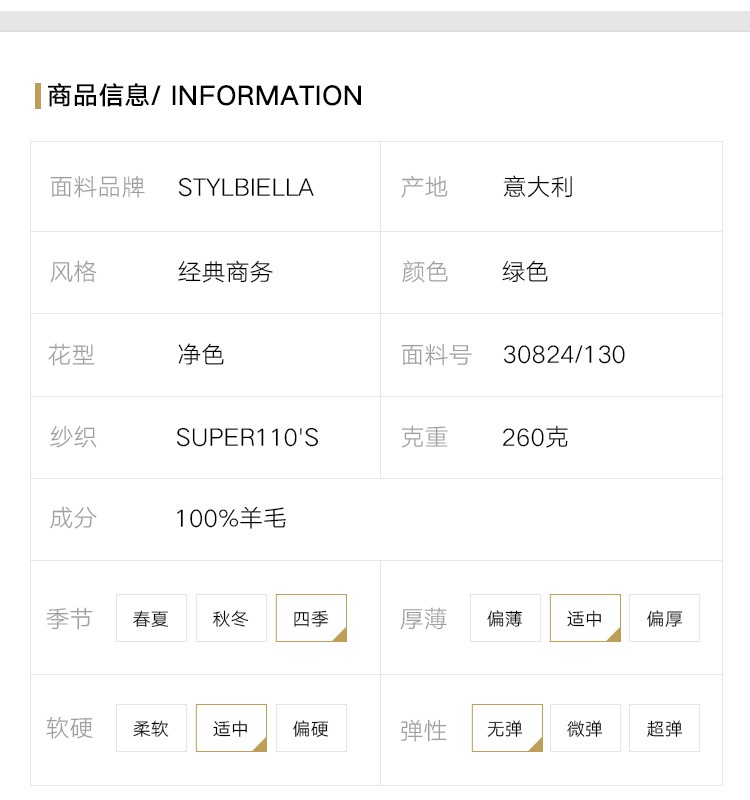 商品信息/ INFORMATION
面料品牌 STYLBIELLA 产地 意大利
风格 经典商务 颜色 绿色
花型 净色 面料号 30824/130
纱织 SUPER110'S 克重 260克
成分 100%羊毛
季节 春夏 秋冬 四季 厚薄 偏薄 适中 偏厚
软硬 柔软 适中 偏硬 弹性 无弹 微弹 超弹